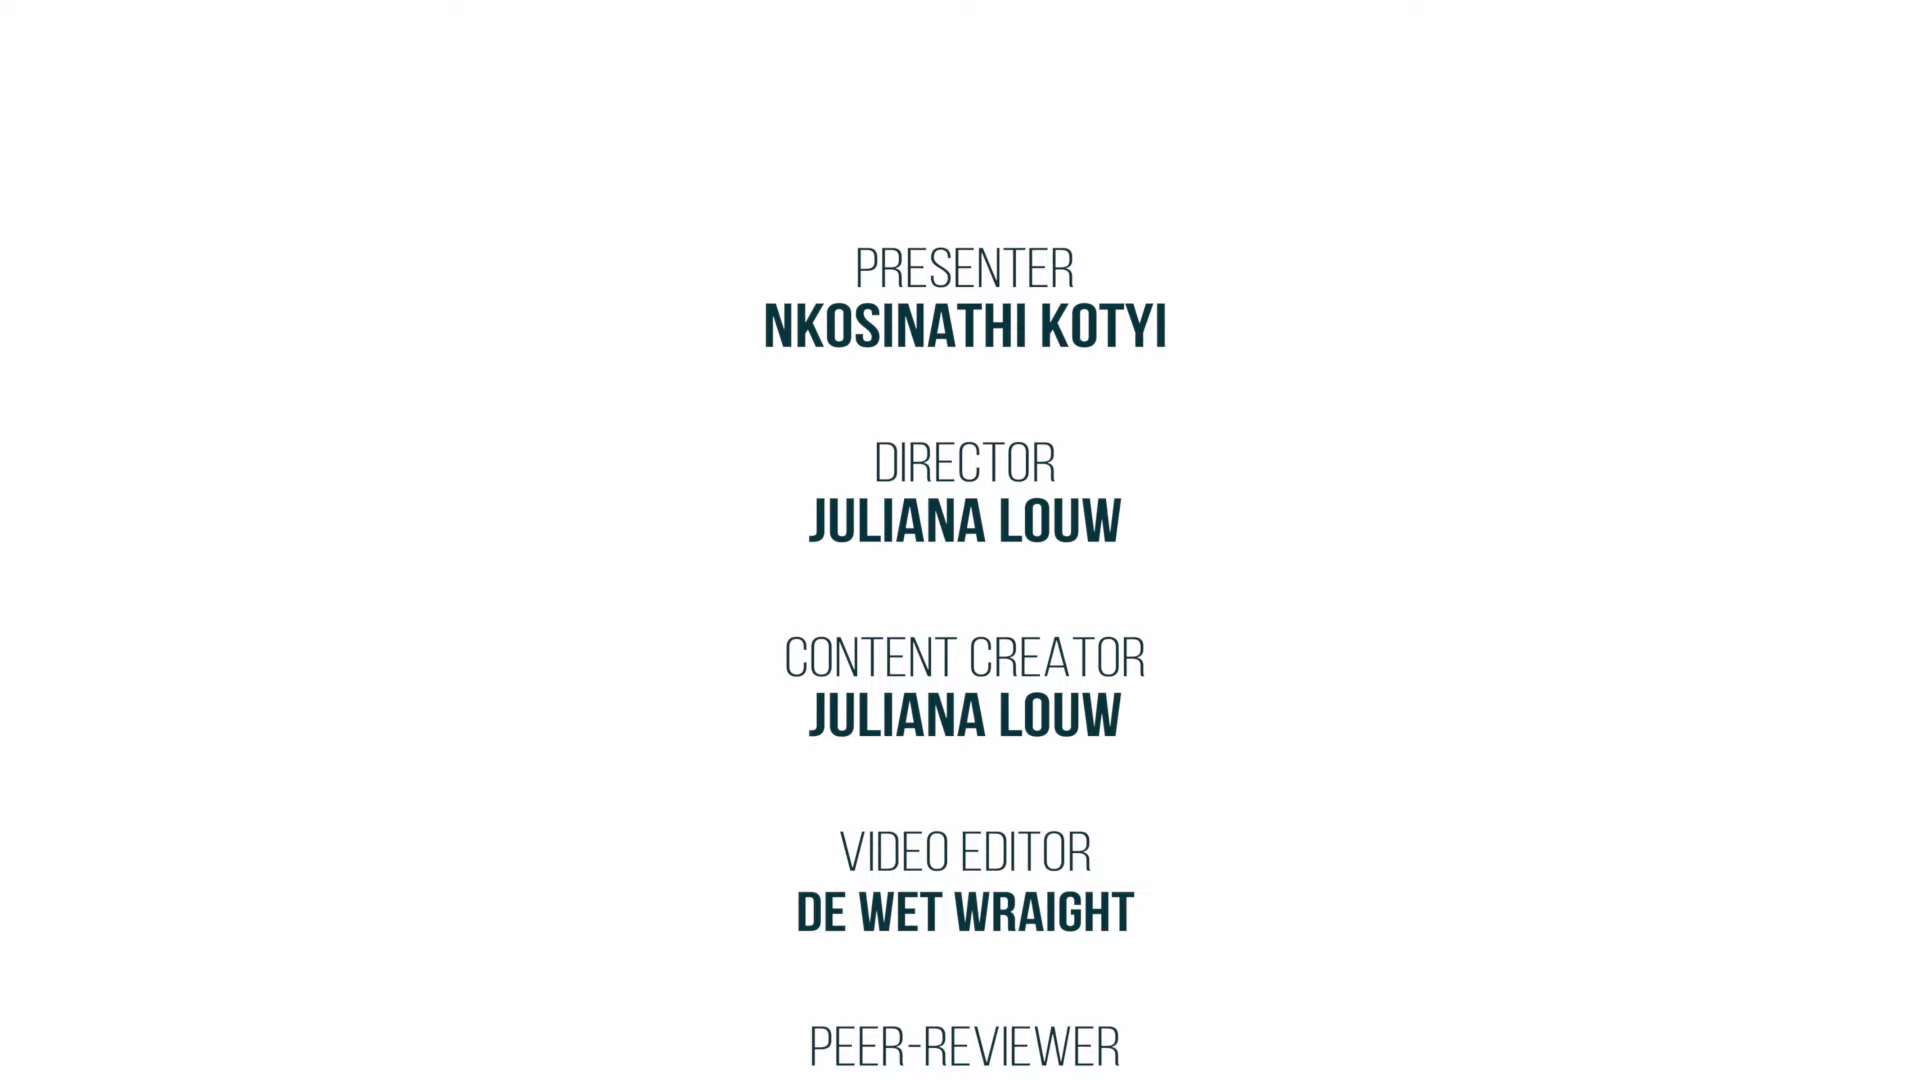 PRESENTER
NKOSINATHI KOTYI
DIRECTOR
JULIANA LOUW
CONTENT CREATOR
JULIANA LOUW
VIDEO EDITOR
DE WET WRAIGHT
PEER-REVIEWER